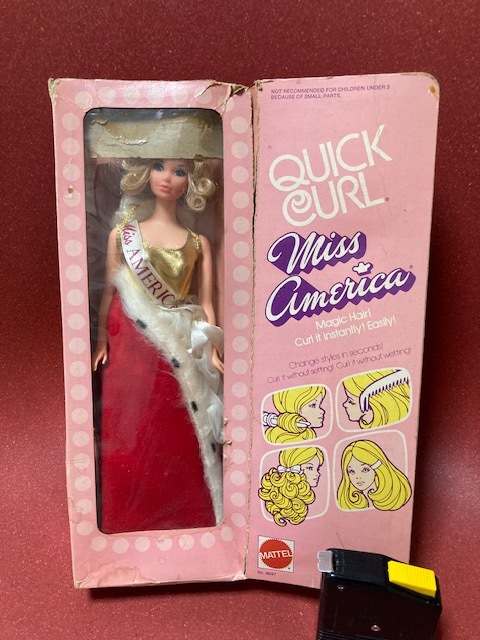 NOT RECOMMENDED FOR CHILDREN UNDER 3
BECAUSE OF SMALL PARTS.
QUICK
CURL®
Miss
America®
Magic Hair!
Curl it instantly! Easily!
Change styles in seconds!
Curl it without setting! Curl it without wetting!
Miss AMERICA
MATTEL